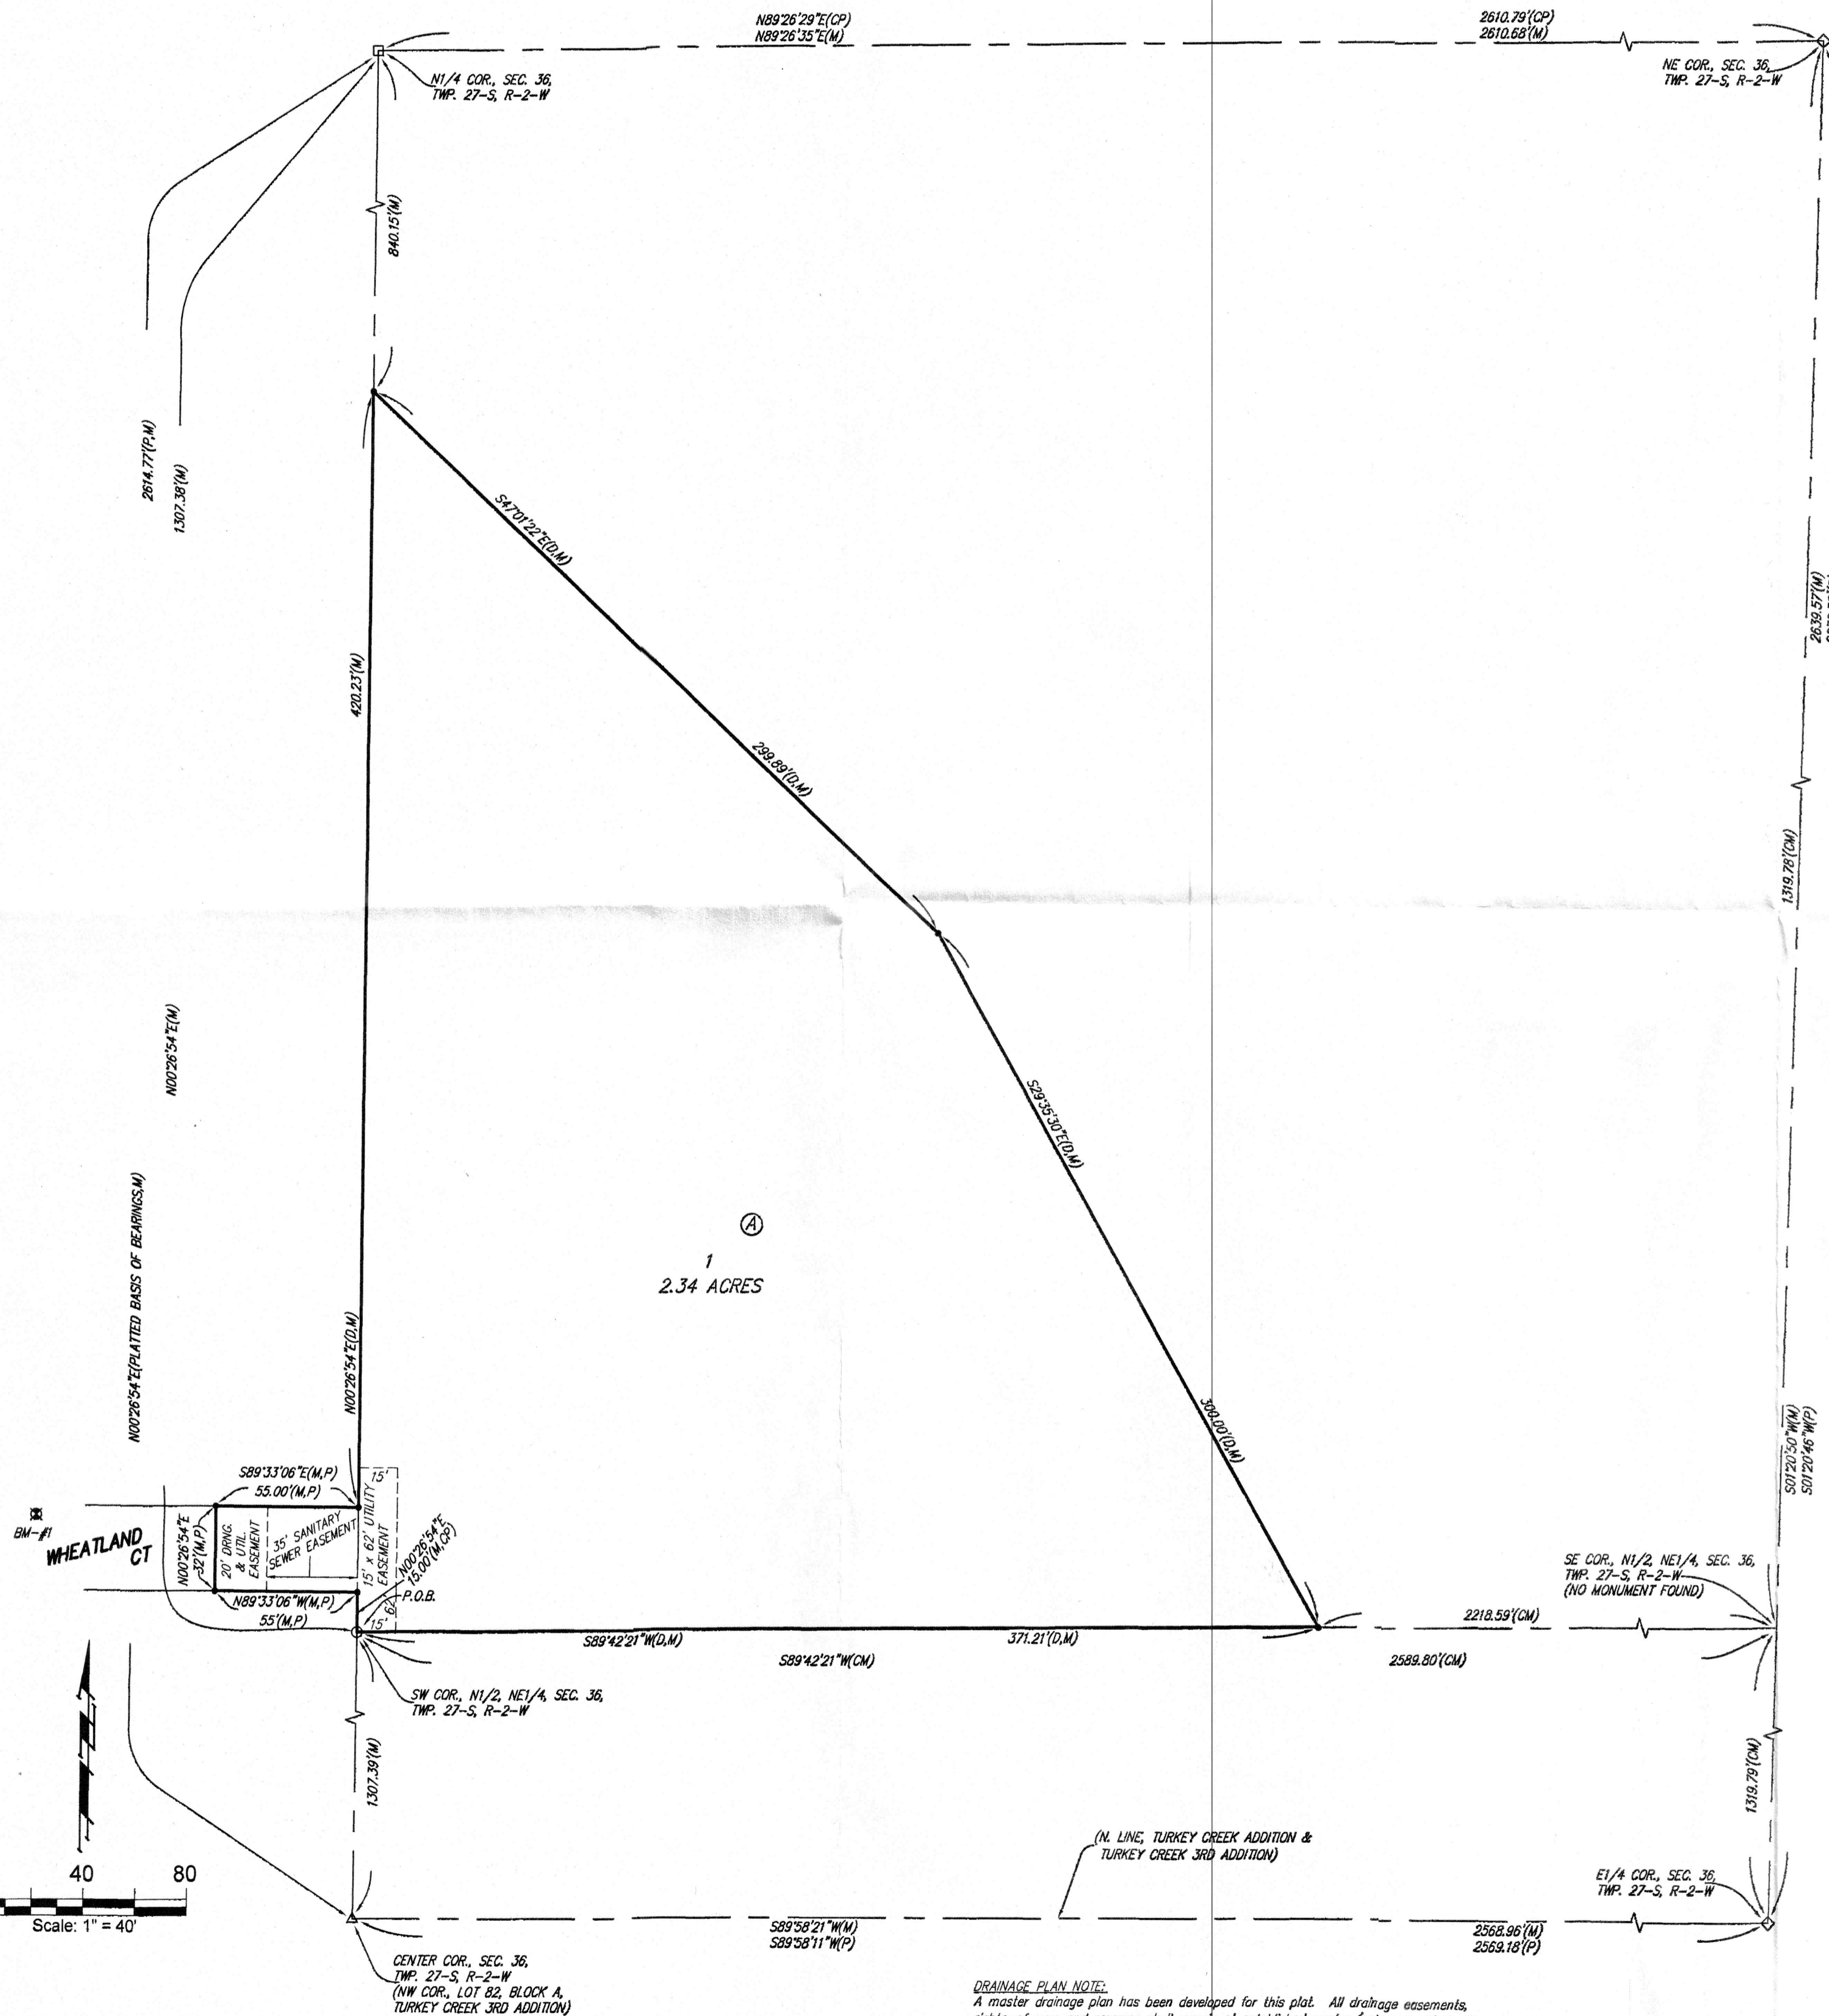 N89°26'29"E(CP)
N89°26'35"E(M)
2610.79'(CP)
2610.68'(M)
N1/4 COR., SEC. 36,
TWP. 27-S, R-2-W
NE COR., SEC. 36,
TWP. 27-S, R-2-W
840.15'(M)
2614.77'(P,M)
1307.38'(M)
S47°01'22"E(D,M)
420.23'(M)
299.89'(D,M)
2639.57'(M)
1319.78'(CM)
N00°26'54"E(M)
N00°26'54"E(PLATTED BASIS OF BEARINGS,M)
S29°35'30"E(D,M)
A
1
2.34 ACRES
N00°26'54"E(D,M)
300.00'(D,M)
S01°20'50"W(M)
S01°20'46"W(P)
S89°33'06"E(M,P)
55.00'(M,P)
15'
BM-#1
WHEATLAND
CT
N00°26'54"E
32'(M,P)
20' DRNG.
& UTIL.
EASEMENT
35' SANITARY
SEWER EASEMENT
15' x 62' UTILITY
EASEMENT
N00°26'54"E
15.00'(M,CP)
P.O.B.
N89°33'06"W(M,P)
55'(M,P)
15'
62'
SE COR., N1/2, NE1/4, SEC. 36,
TWP. 27-S, R-2-W
(NO MONUMENT FOUND)
2218.59'(CM)
S89°42'21"W(D,M)
371.21'(D,M)
S89°42'21"W(CM)
2589.80'(CM)
SW COR., N1/2, NE1/4, SEC. 36,
TWP. 27-S, R-2-W
1307.39'(M)
1319.79'(CM)
(N. LINE, TURKEY CREEK ADDITION &
TURKEY CREEK 3RD ADDITION)
E1/4 COR., SEC. 36,
TWP. 27-S, R-2-W
40 80
Scale: 1" = 40'
S89°58'21"W(M)
S89°58'11"W(P)
2568.96'(M)
2569.18'(P)
CENTER COR., SEC. 36,
TWP. 27-S, R-2-W
(NW COR., LOT 82, BLOCK A,
TURKEY CREEK 3RD ADDITION)
DRAINAGE PLAN NOTE:
A master drainage plan has been developed for this plat. All drainage easements,